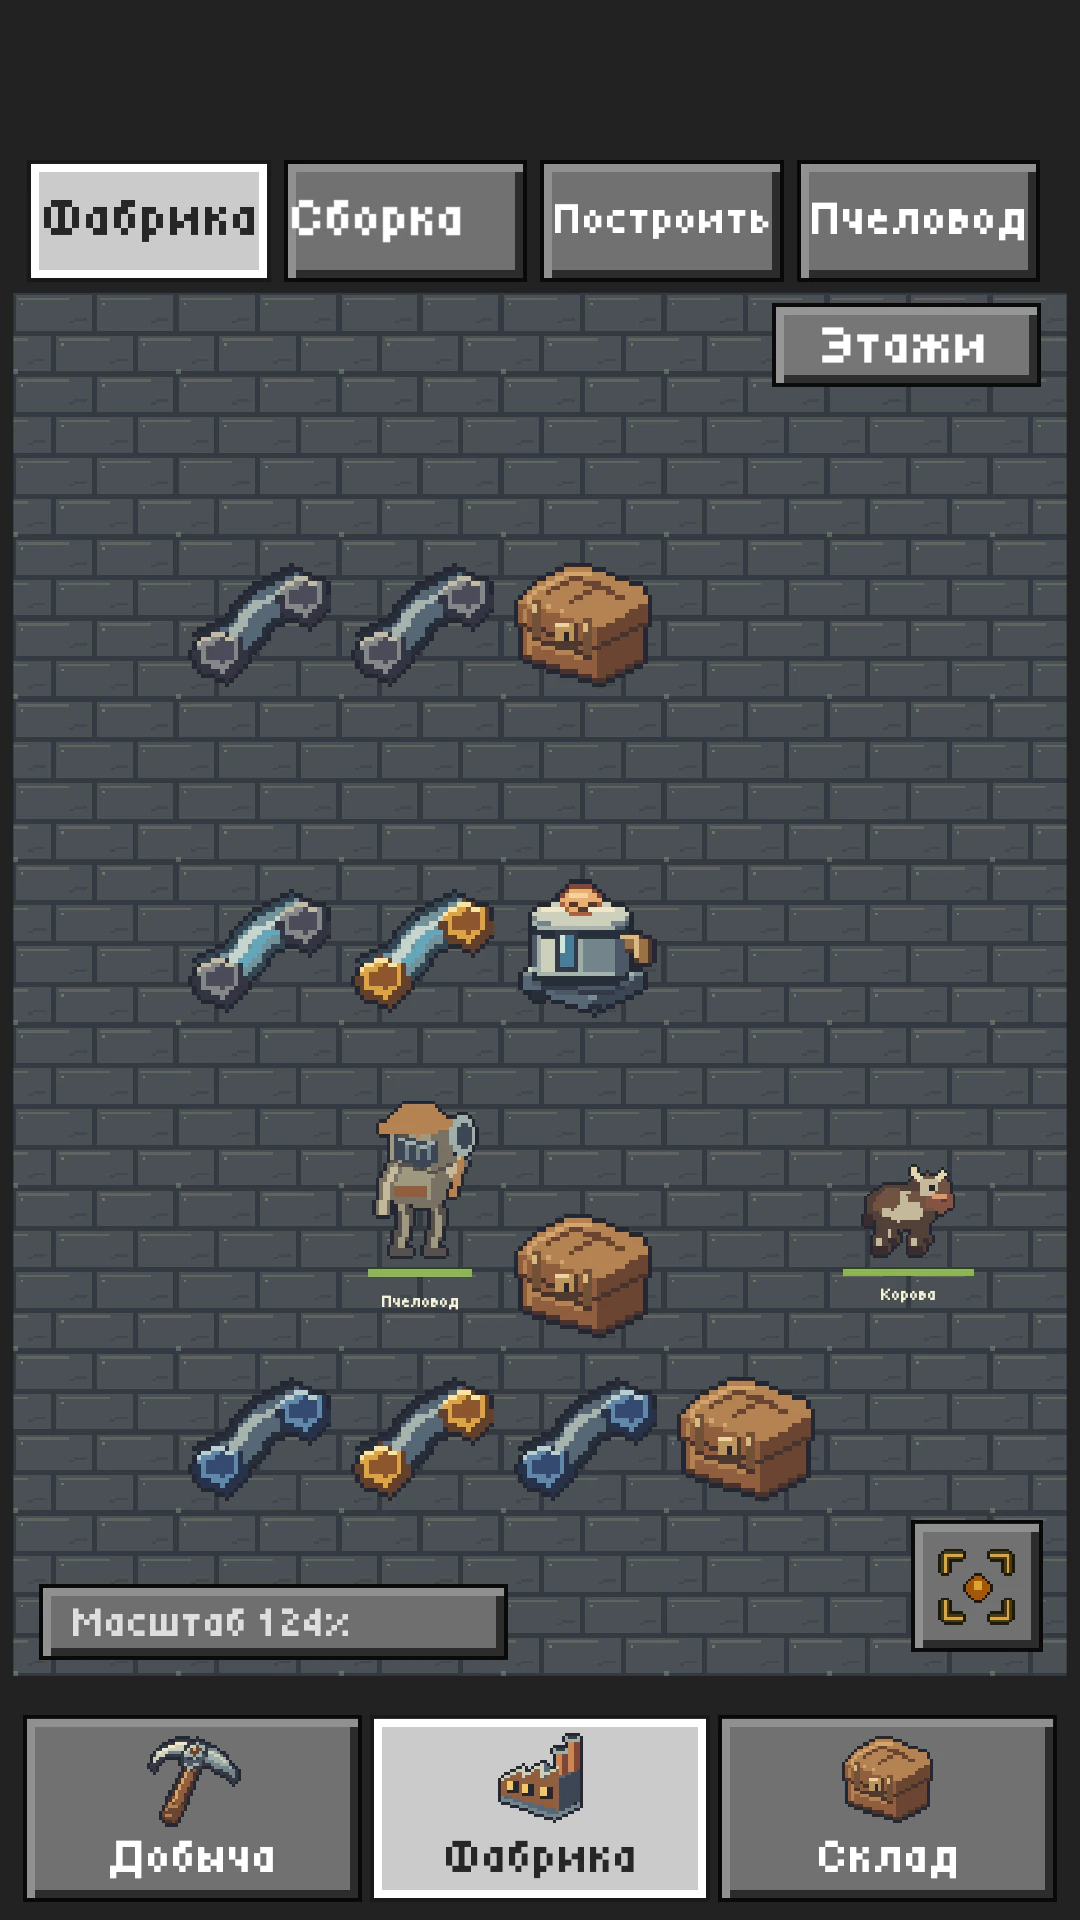 Фабрика
Сборка
Построить
Пчеловод
Этажи
Пчеловод
Корова
Масштаб 124%
Добыча
Фабрика
Склад